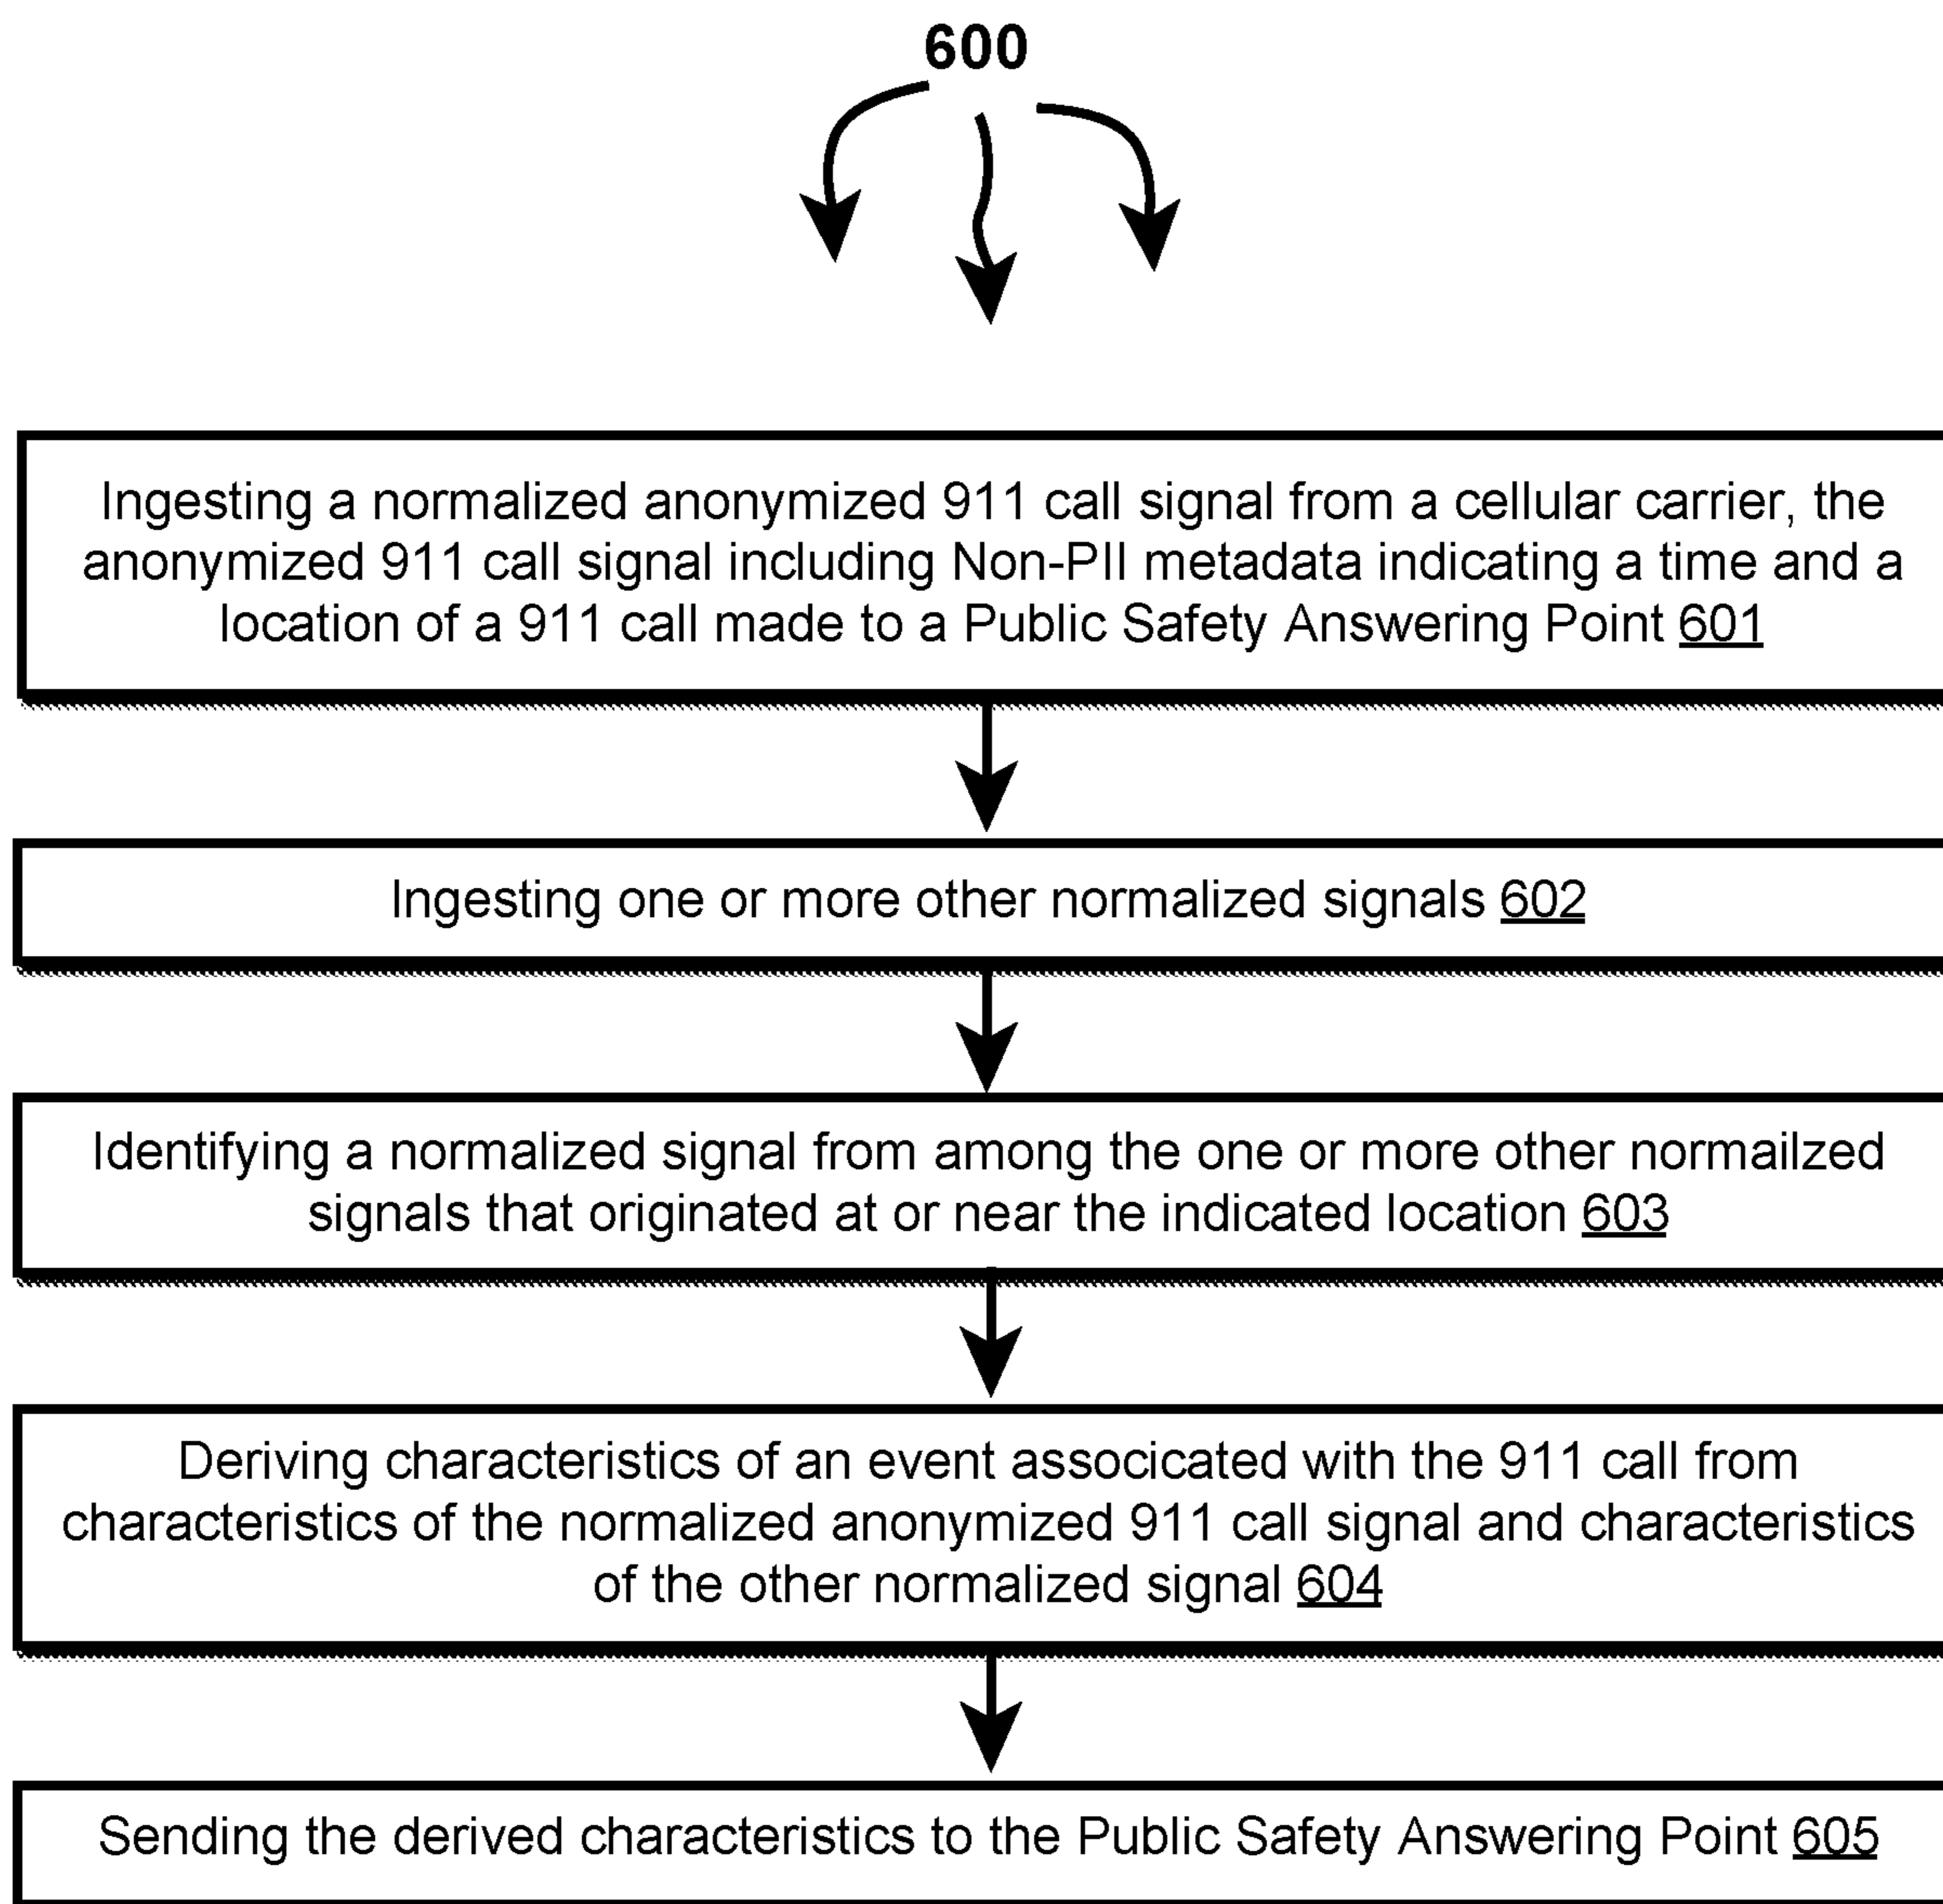 600
Ingesting a normalized anonymized 911 call signal from a cellular carrier, the
anonymized 911 call signal including Non-PII metadata indicating a time and a
location of a 911 call made to a Public Safety Answering Point 601
Ingesting one or more other normalized signals 602
Identifying a normalized signal from among the one or more other normailzed
signals that originated at or near the indicated location 603
Deriving characteristics of an event associcated with the 911 call from
characteristics of the normalized anonymized 911 call signal and characteristics
of the other normalized signal 604
Sending the derived characteristics to the Public Safety Answering Point 605